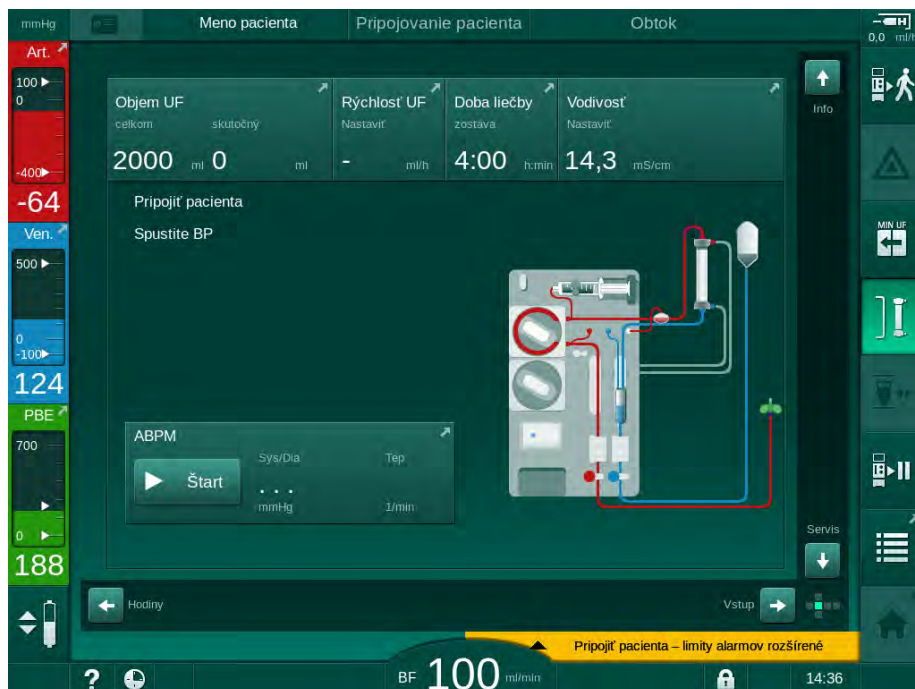 mmHg
Meno pacienta
Pripojovanie pacienta
Obtok
0,0 ml/h
Art.
100
0
-400
-64
Ven.
500
0
-100
124
PBE
700
0
188
Objem UF
celkom skutočný
2000 ml 0 ml
Rýchlosť UF
Nastaviť
- ml/h
Doba liečby
zostáva
4:00 h:min
Vodivosť
Nastaviť
14,3 mS/cm
Info
Pripojiť pacienta
Spustite BP
ABPM
Sys/Dia Tep
Štart
. . .
mmHg 1/min
MIN UF
Servis
Hodiny
Vstup
Pripojiť pacienta – limity alarmov rozšírené
?
BF 100 ml/min
14:36